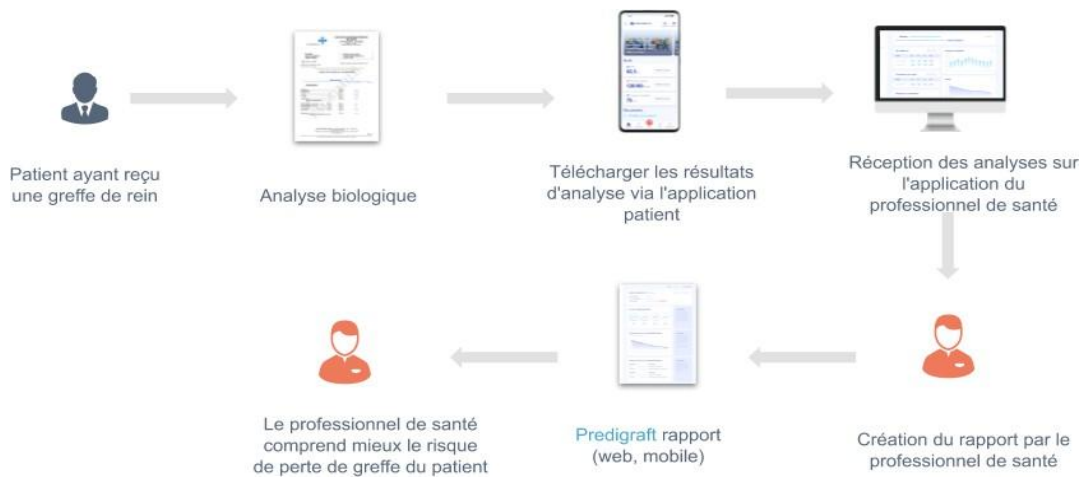 Patient ayant reçu
une greffe de rein
Analyse biologique
Télécharger les résultats
d'analyse via l'application
patient
Réception des analyses sur
l'application du
professionnel de santé
Création du rapport par le
professionnel de santé
Predigraft rapport
(web, mobile)
Le professionnel de santé
comprend mieux le risque
de perte de greffe du patient